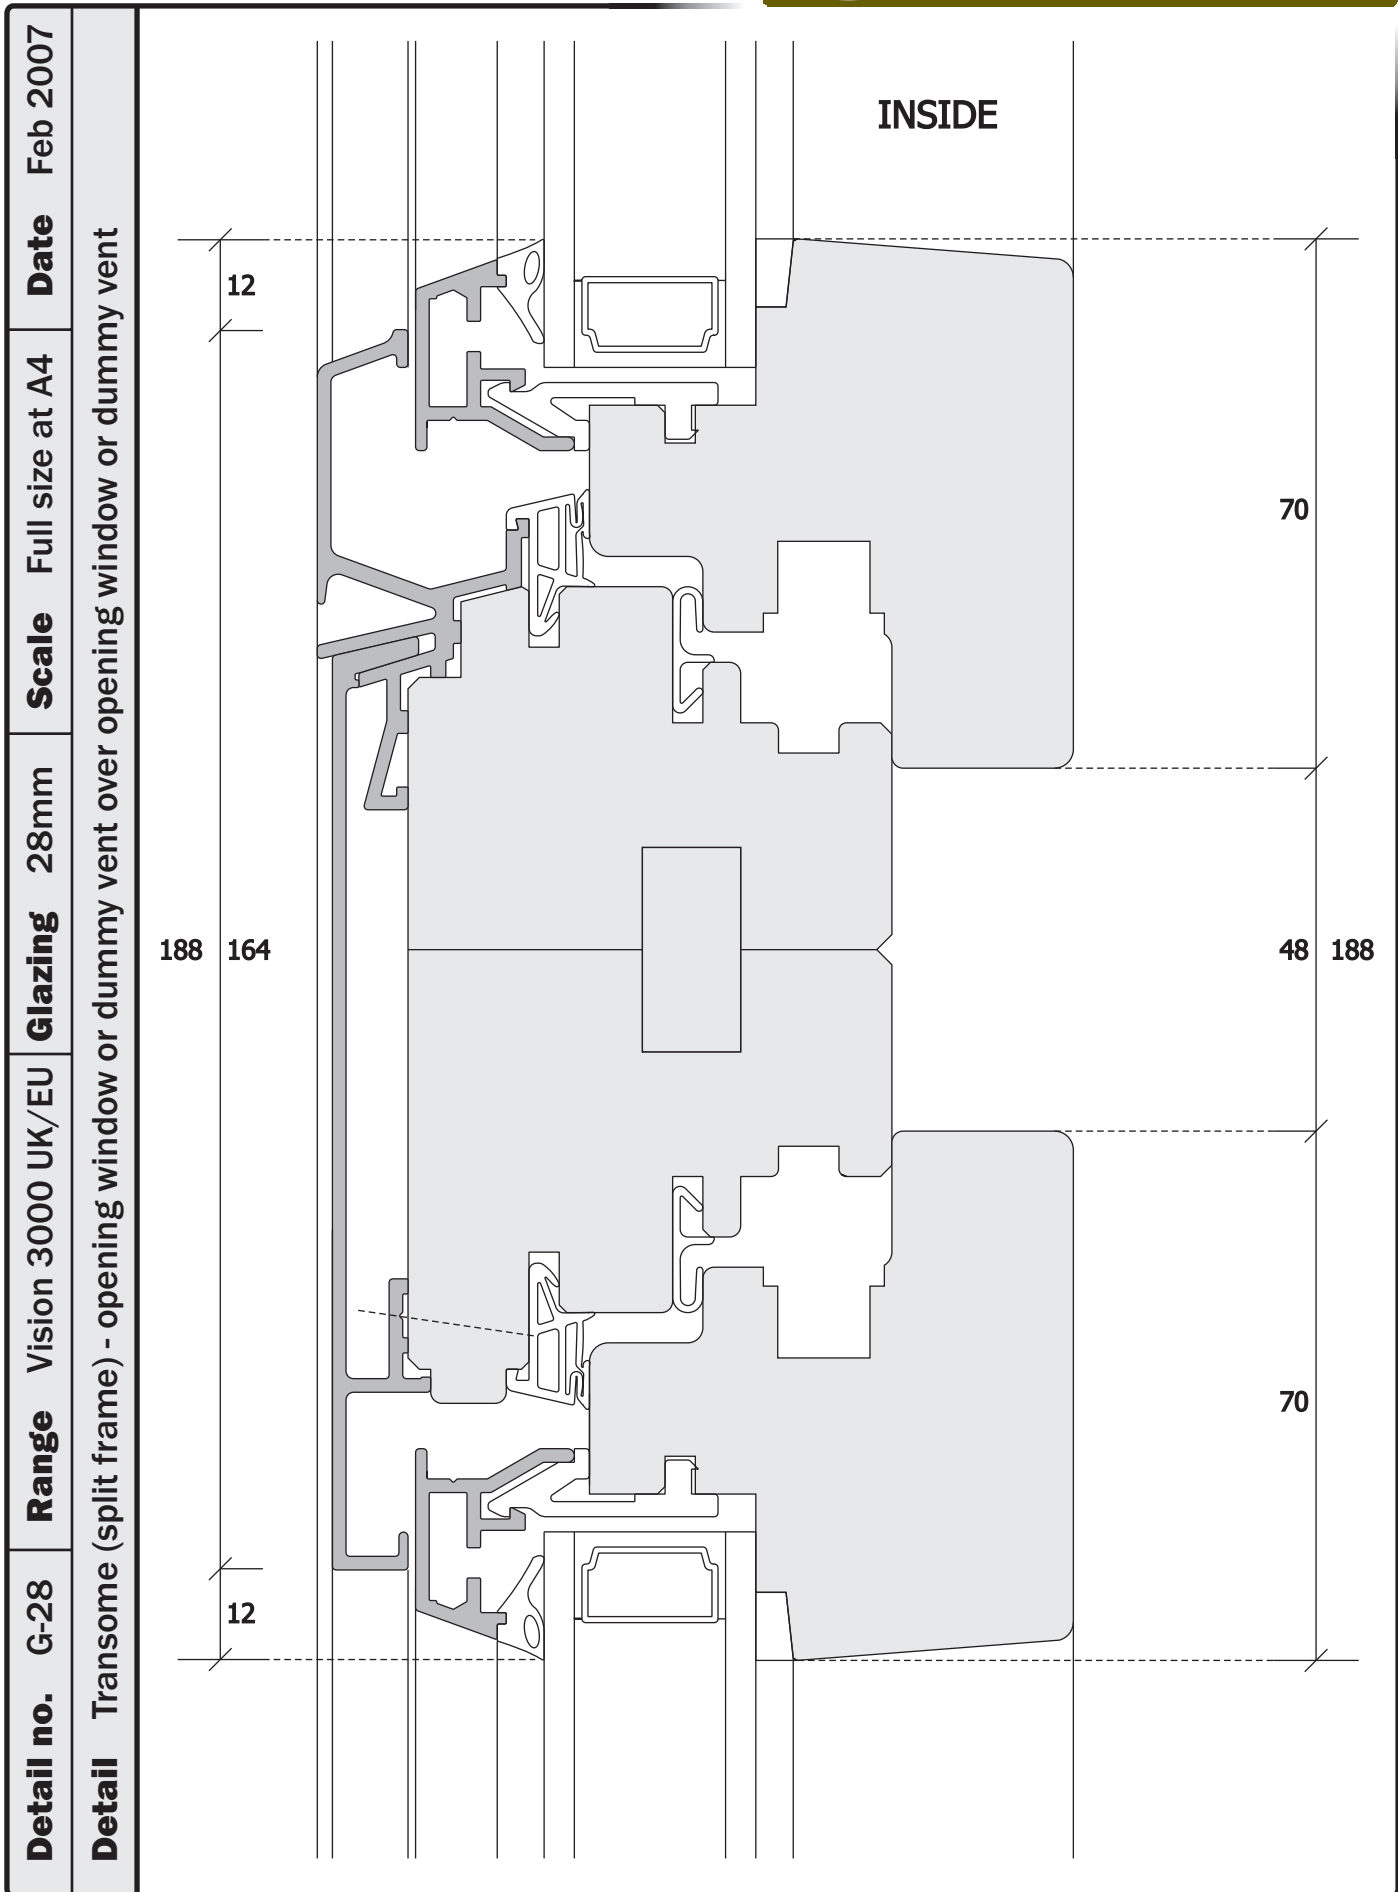 Detail no. G-28 Range Vision 3000 UK/EU Glazing 28mm Scale Full size at A4 Date Feb 2007
Detail Transome (split frame) - opening window or dummy vent over opening window or dummy vent
INSIDE
12
70
188 164
48 188
70
12